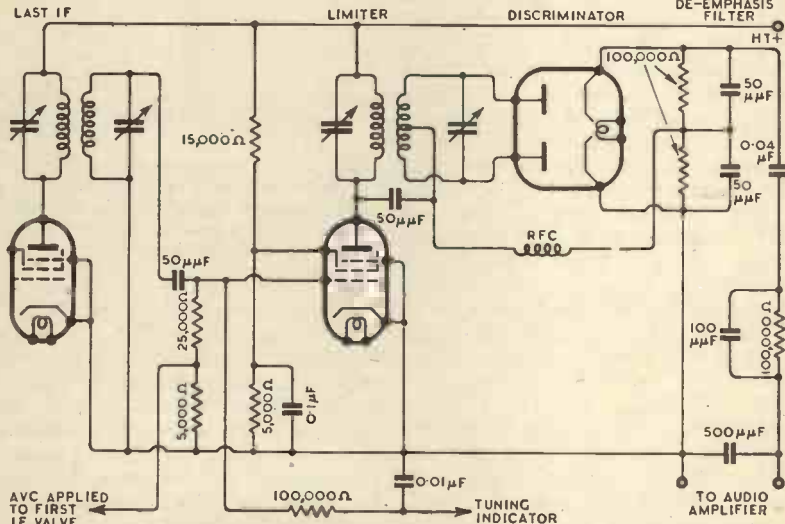 LAST IF
LIMITER
DISCRIMINATOR
DE-EMPHASIS
FILTER
HT+
100,000Ω
50
μμF
0·04
μF
50
μμF
15,000Ω
50μμF
RFC
50μμF
25,000Ω
5,000Ω
5,000Ω
0·1μF
100
μμF
100,000Ω
500μμF
0·01μF
100,000Ω
AVC APPLIED
TO FIRST
I.F. VALVE
TUNING
INDICATOR
TO AUDIO
AMPLIFIER